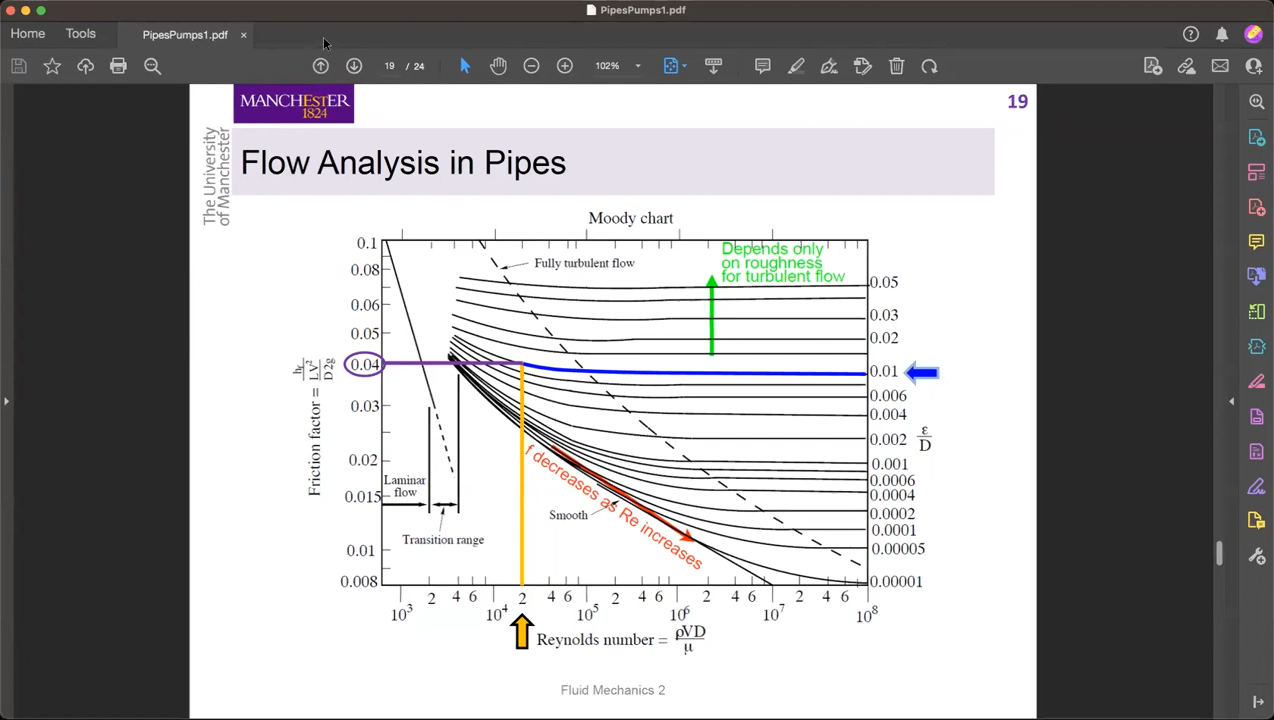 PipesPumps1.pdf
Home
Tools
PipesPumps1.pdf
×
19 / 24
102%
MANCHESTER
1824
The University
of Manchester
19
Flow Analysis in Pipes
Moody chart
Depends only
on roughness
for turbulent flow
Fully turbulent flow
0.1
0.08
0.06
0.05
0.04
0.03
0.02
0.015
0.01
0.008
Friction factor = hf / (L V² / D 2g)
Laminar
flow
Transition range
Smooth
f decreases as Re increases
0.05
0.03
0.02
0.01
0.006
0.004
0.002
0.001
0.0006
0.0004
0.0002
0.0001
0.00005
0.00001
ε
D
2 4 6 2 4 6 2 4 6 2 4 6 2 4 6
10³ 10⁴ 10⁵ 10⁶ 10⁷ 10⁸
Reynolds number = ρVD / μ
Fluid Mechanics 2